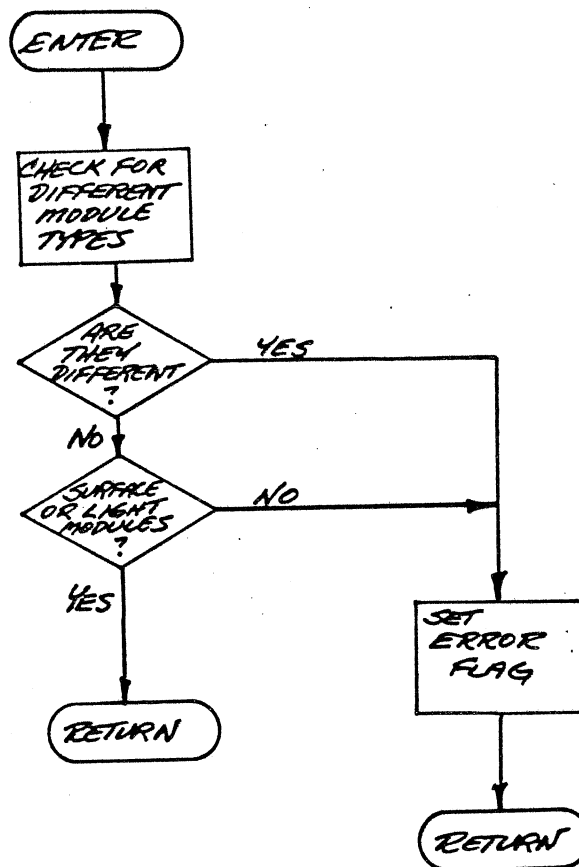 ENTER
CHECK FOR
DIFFERENT
MODULE
TYPES
ARE
THEY
DIFFERENT
?
YES
NO
SURFACE
OR LIGHT
MODULES
?
NO
YES
SET
ERROR
FLAG
RETURN
RETURN